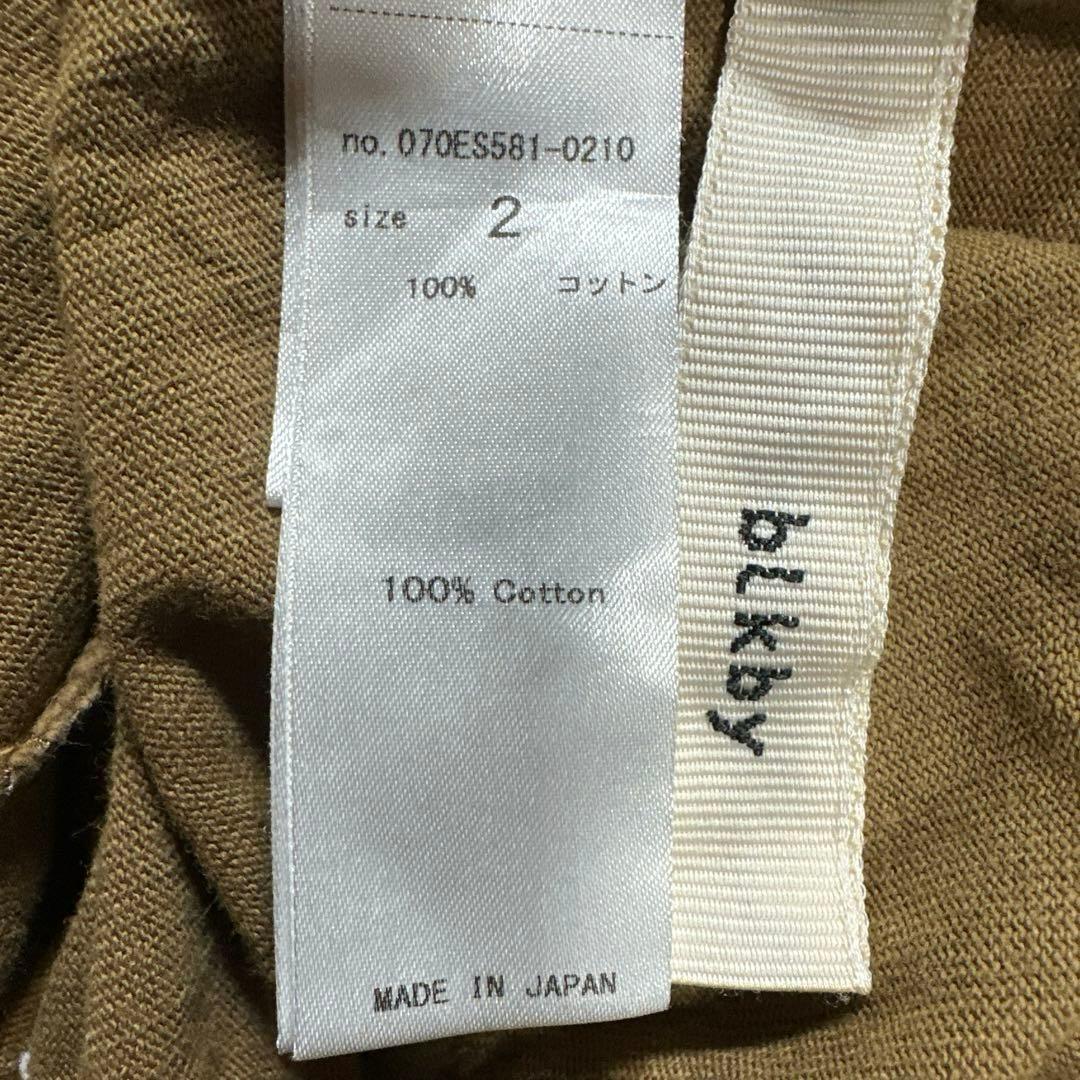 no. 070ES581-0210
size 2
100% コットン
100% Cotton
MADE IN JAPAN
blkby